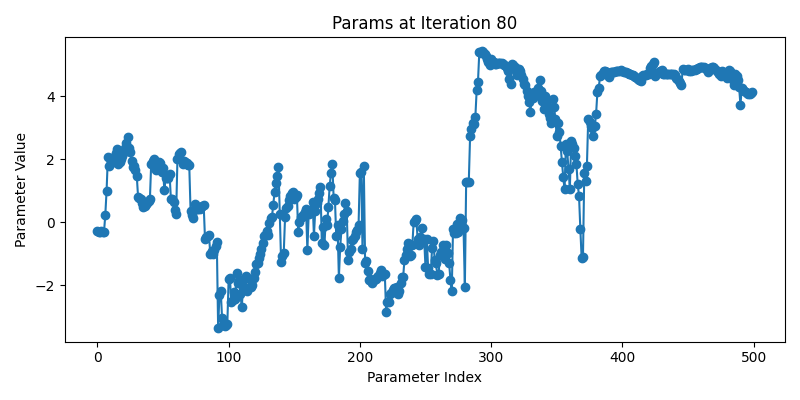 Params at Iteration 80
Parameter Value
4
2
0
−2
0 100 200 300 400 500
Parameter Index